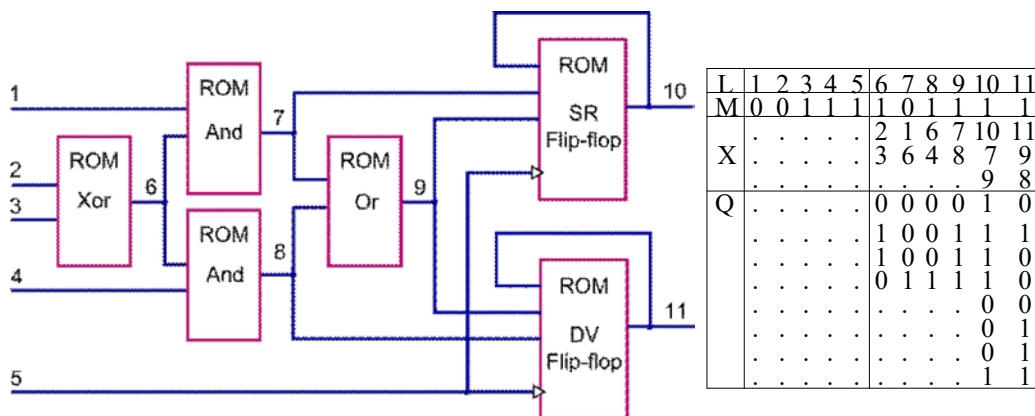 1
2
3
4
5
ROM
Xor
6
ROM
And
7
ROM
And
8
ROM
Or
9
ROM
SR
Flip-flop
10
ROM
DV
Flip-flop
11
L 1 2 3 4 5 6 7 8 9 10 11
M 0 0 1 1 1 1 0 1 1 1 1
. . . . . 2 1 6 7 10 11
X . . . . . 3 6 4 8 7 9
. . . . . . . . . 9 8
Q . . . . . 0 0 0 0 1 0
. . . . . 1 0 0 1 1 1
. . . . . 1 0 0 1 1 0
. . . . . 0 1 1 1 1 0
. . . . . . . . . 0 0
. . . . . . . . . 0 1
. . . . . . . . . 0 1
. . . . . . . . . 1 1